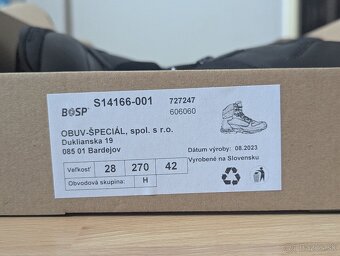 BOSP
S14166-001
727247
606060
OBUV-ŠPECIÁL, spol. s r.o.
Duklianska 19
085 01 Bardejov
Dátum výroby: 08.2023
Vyrobené na Slovensku
Veľkosť 28 270 42
Obvodová skupina: H